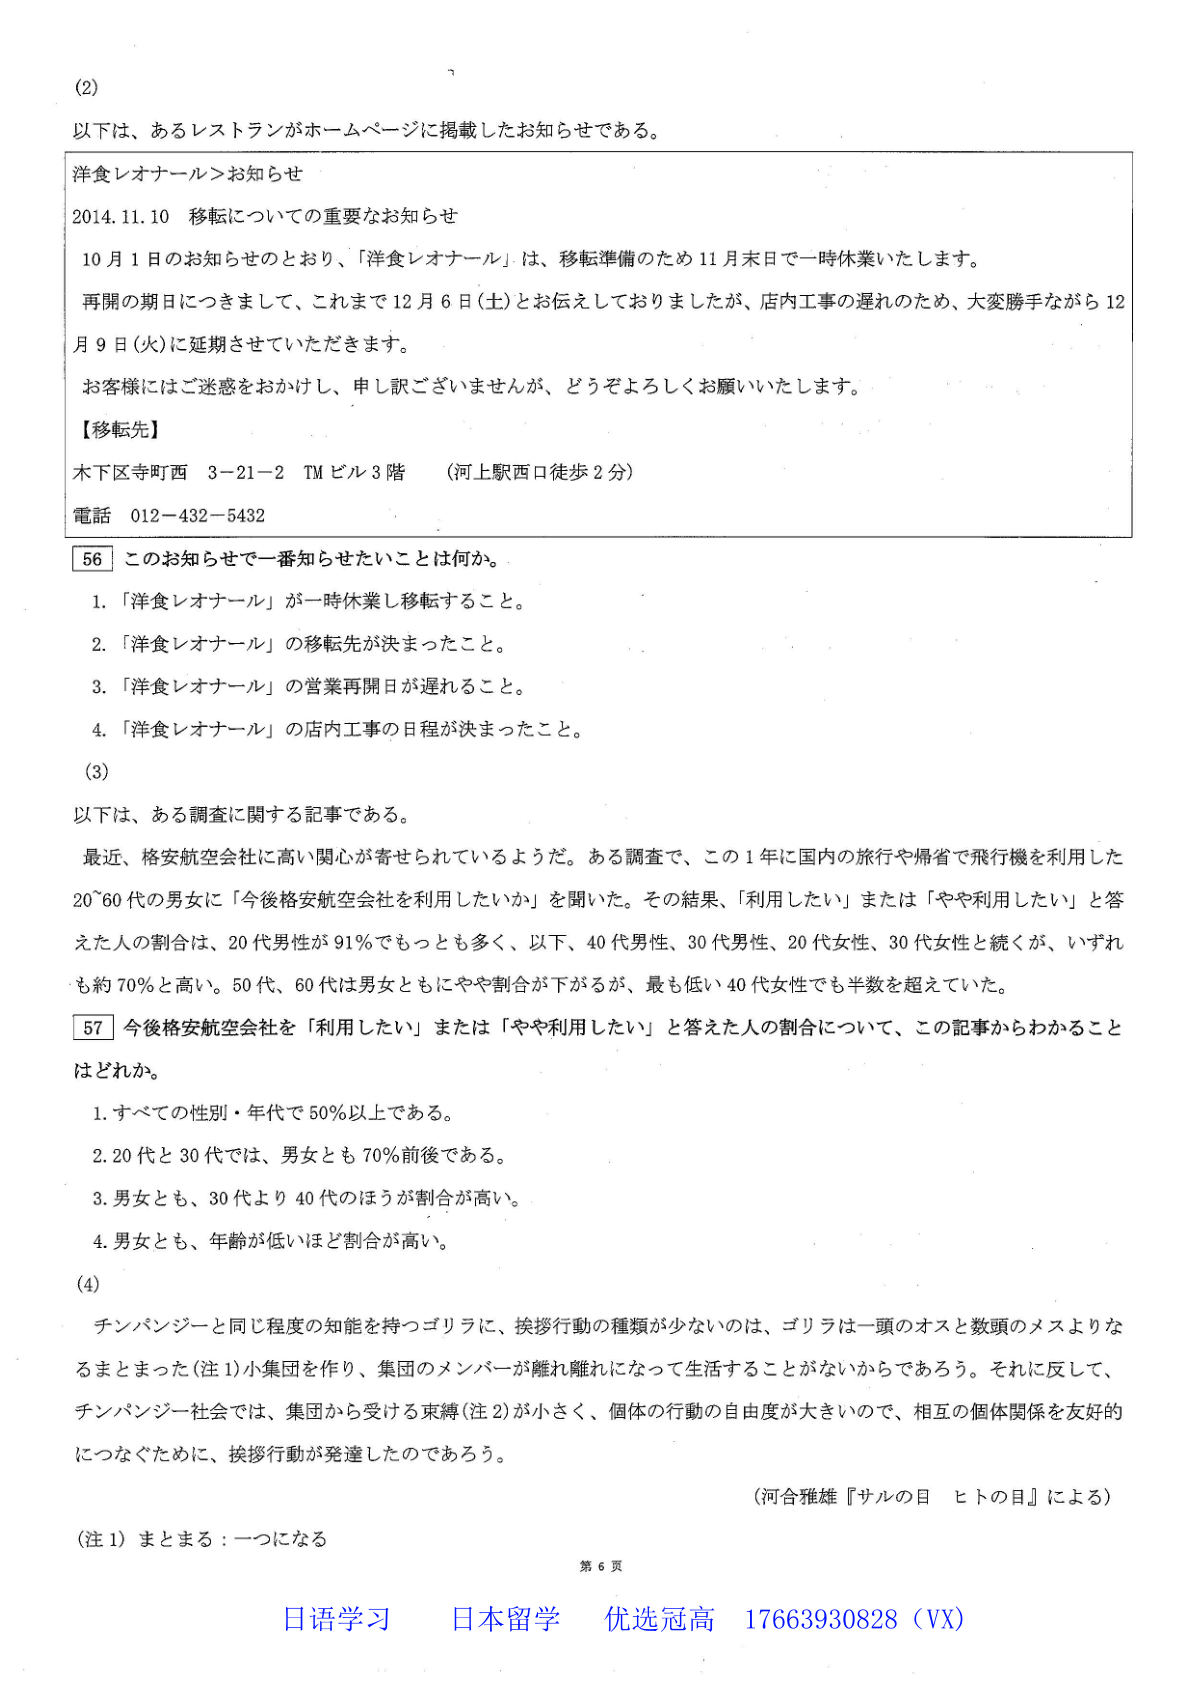 (2)
以下は、あるレストランがホームページに掲載したお知らせである。
洋食レオナール＞お知らせ
2014.11.10　移転についての重要なお知らせ
10月1日のお知らせのとおり、「洋食レオナール」は、移転準備のため11月末日で一時休業いたします。
再開の期日につきまして、これまで12月6日(土)とお伝えしておりましたが、店内工事の遅れのため、大変勝手ながら12
月9日(火)に延期させていただきます。
お客様にはご迷惑をおかけし、申し訳ございませんが、どうぞよろしくお願いいたします。
【移転先】
木下区寺町西　3－21－2　TMビル3階　　(河上駅西口徒歩2分)
電話　012－432－5432
56 このお知らせで一番知らせたいことは何か。
1.「洋食レオナール」が一時休業し移転すること。
2.「洋食レオナール」の移転先が決まったこと。
3.「洋食レオナール」の営業再開日が遅れること。
4.「洋食レオナール」の店内工事の日程が決まったこと。
(3)
以下は、ある調査に関する記事である。
最近、格安航空会社に高い関心が寄せられているようだ。ある調査で、この1年に国内の旅行や帰省で飛行機を利用した
20~60代の男女に「今後格安航空会社を利用したいか」を聞いた。その結果、「利用したい」または「やや利用したい」と答
えた人の割合は、20代男性が91%でもっとも多く、以下、40代男性、30代男性、20代女性、30代女性と続くが、いずれ
も約70%と高い。50代、60代は男女ともにやや割合が下がるが、最も低い40代女性でも半数を超えていた。
57 今後格安航空会社を「利用したい」または「やや利用したい」と答えた人の割合について、この記事からわかること
はどれか。
1.すべての性別・年代で50%以上である。
2.20代と30代では、男女とも70%前後である。
3.男女とも、30代より40代のほうが割合が高い。
4.男女とも、年齢が低いほど割合が高い。
(4)
チンパンジーと同じ程度の知能を持つゴリラに、挨拶行動の種類が少ないのは、ゴリラは一頭のオスと数頭のメスよりな
るまとまった(注1)小集団を作り、集団のメンバーが離れ離れになって生活することがないからであろう。それに反して、
チンパンジー社会では、集団から受ける束縛(注2)が小さく、個体の行動の自由度が大きいので、相互の個体関係を友好的
につなぐために、挨拶行動が発達したのであろう。
(河合雅雄『サルの目　ヒトの目』による)
(注1) まとまる：一つになる
第 6 页
日语学习　日本留学　优选冠高　17663930828（VX)